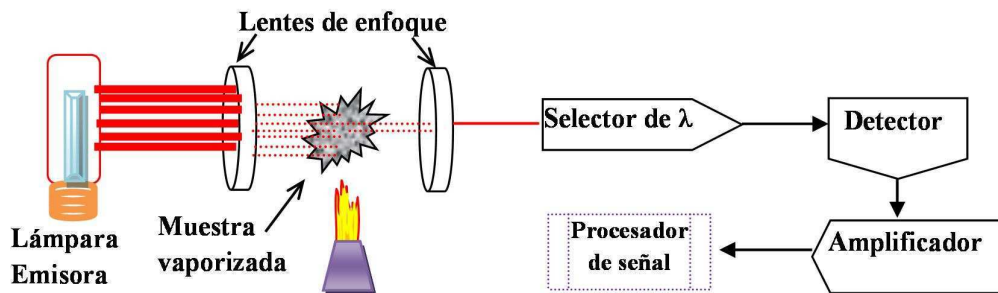 Lentes de enfoque
Selector de λ
Detector
Lámpara
Emisora
Muestra
vaporizada
Procesador
de señal
Amplificador